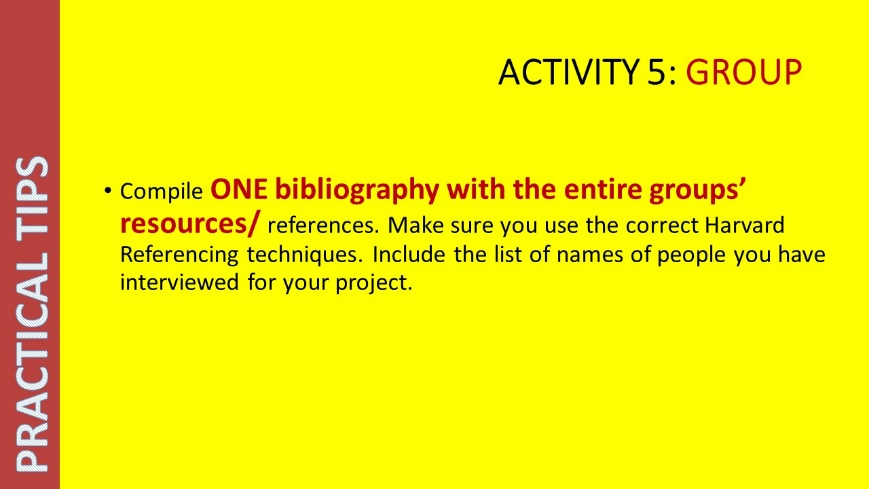 PRACTICAL TIPS
ACTIVITY 5: GROUP
• Compile ONE bibliography with the entire groups’
resources/ references. Make sure you use the correct Harvard
Referencing techniques. Include the list of names of people you have
interviewed for your project.